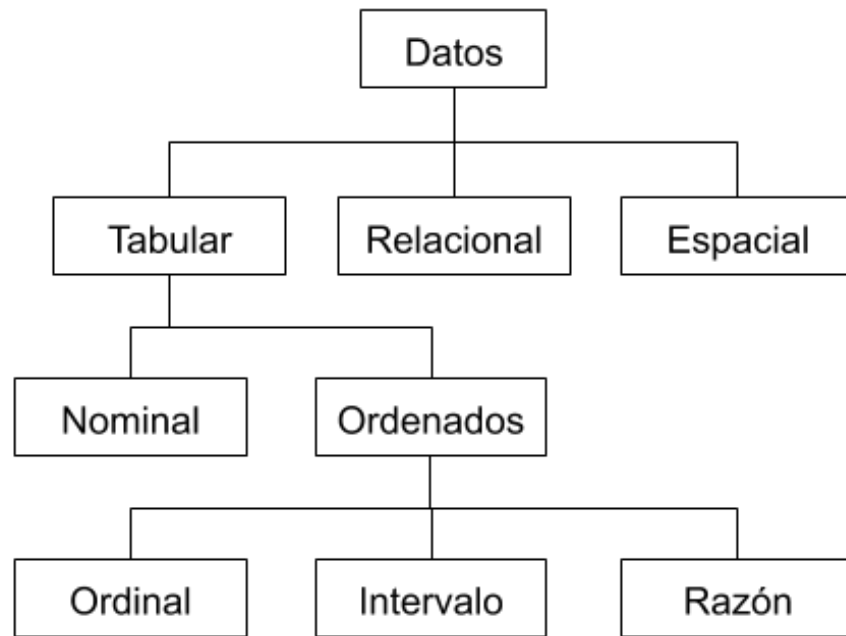 Datos
Tabular
Relacional
Espacial
Nominal
Ordenados
Ordinal
Intervalo
Razón